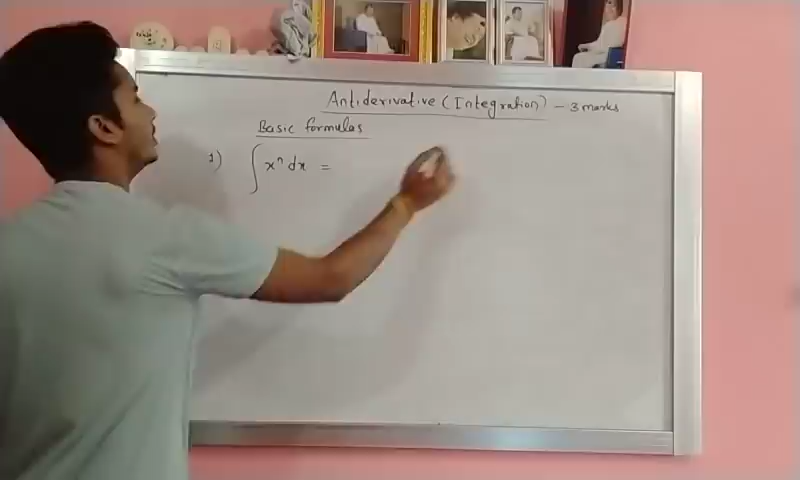 Antiderivative (Integration) - 3 marks
Basic formulas
1) ∫ xⁿ dx =